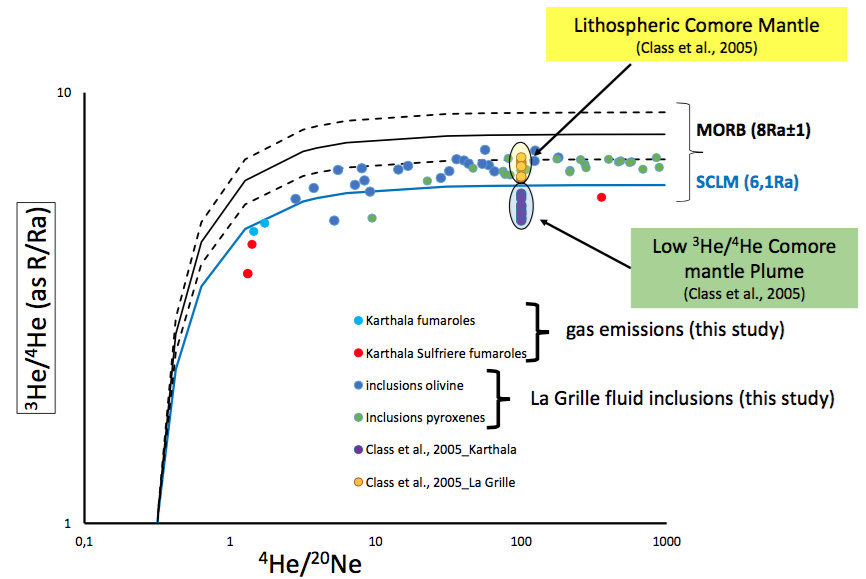 Lithospheric Comore Mantle
(Class et al., 2005)
10
MORB (8Ra±1)
SCLM (6,1Ra)
Low ³He/⁴He Comore
mantle Plume
(Class et al., 2005)
³He/⁴He (as R/Ra)
Karthala fumaroles
Karthala Sulfriere fumaroles
gas emissions (this study)
inclusions olivine
Inclusions pyroxenes
La Grille fluid inclusions (this study)
Class et al., 2005_Karthala
Class et al., 2005_La Grille
1
0,1
1
10
100
1000
⁴He/²⁰Ne